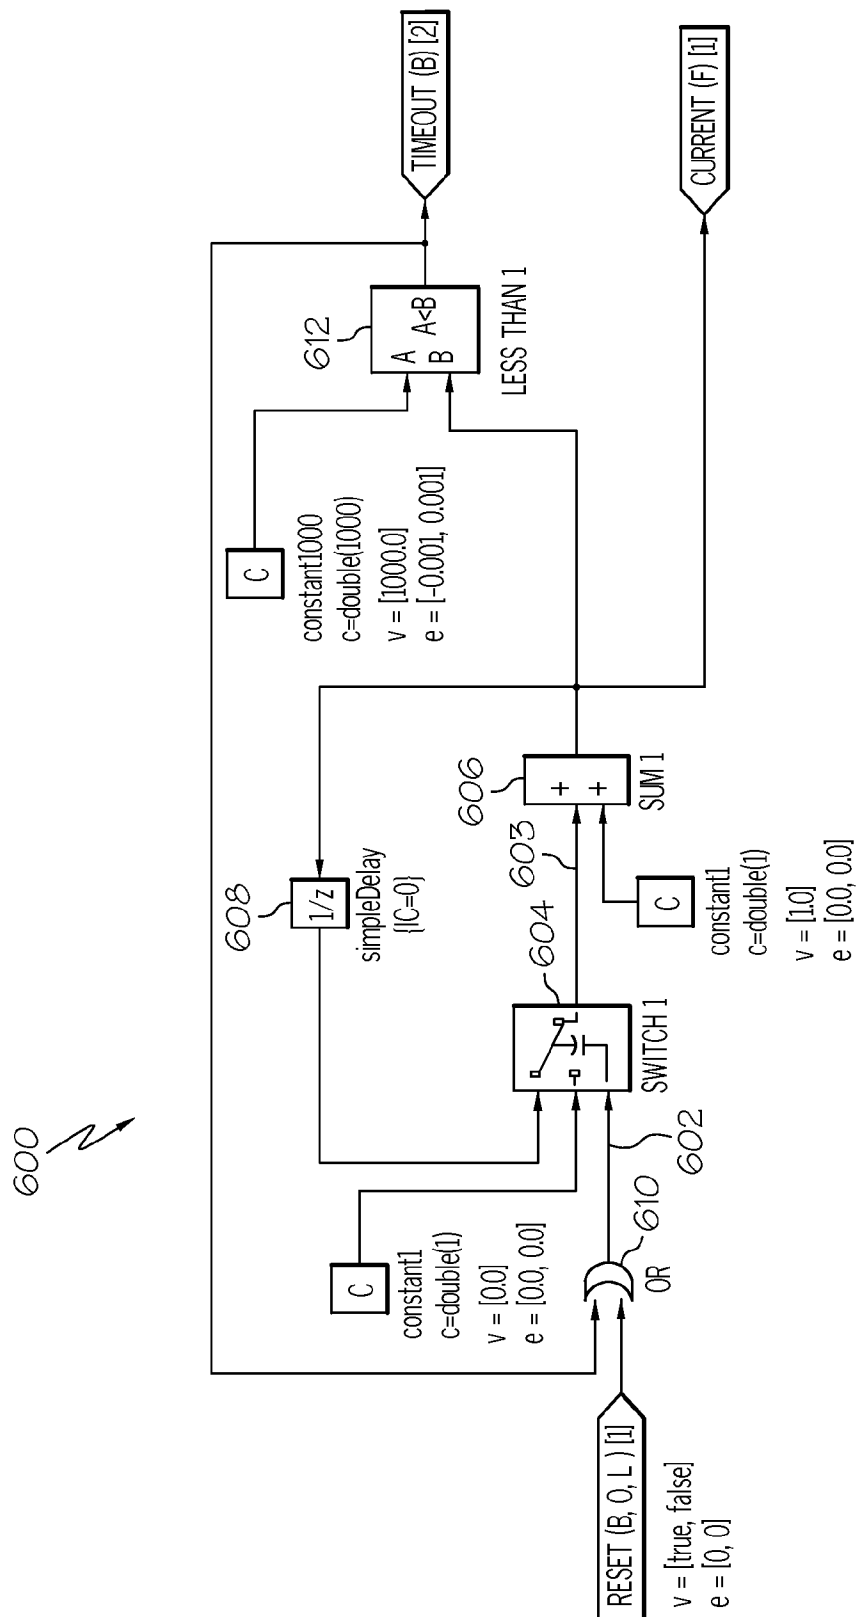 600
TIMEOUT (B) [2]
CURRENT (F) [1]
612
A
B
A<B
LESS THAN 1
C
constant1000
c=double(1000)
v = [1000.0]
e = [-0.001, 0.001]
608
1/z
simpleDelay
{IC=0}
606
+
+
SUM 1
603
604
SWITCH 1
C
constant1
c=double(1)
v = [1.0]
e = [0.0, 0.0]
C
constant1
c=double(1)
v = [0.0]
e = [0.0, 0.0]
602
610
OR
RESET (B, O, L ) [1]
v = [true, false]
e = [0, 0]